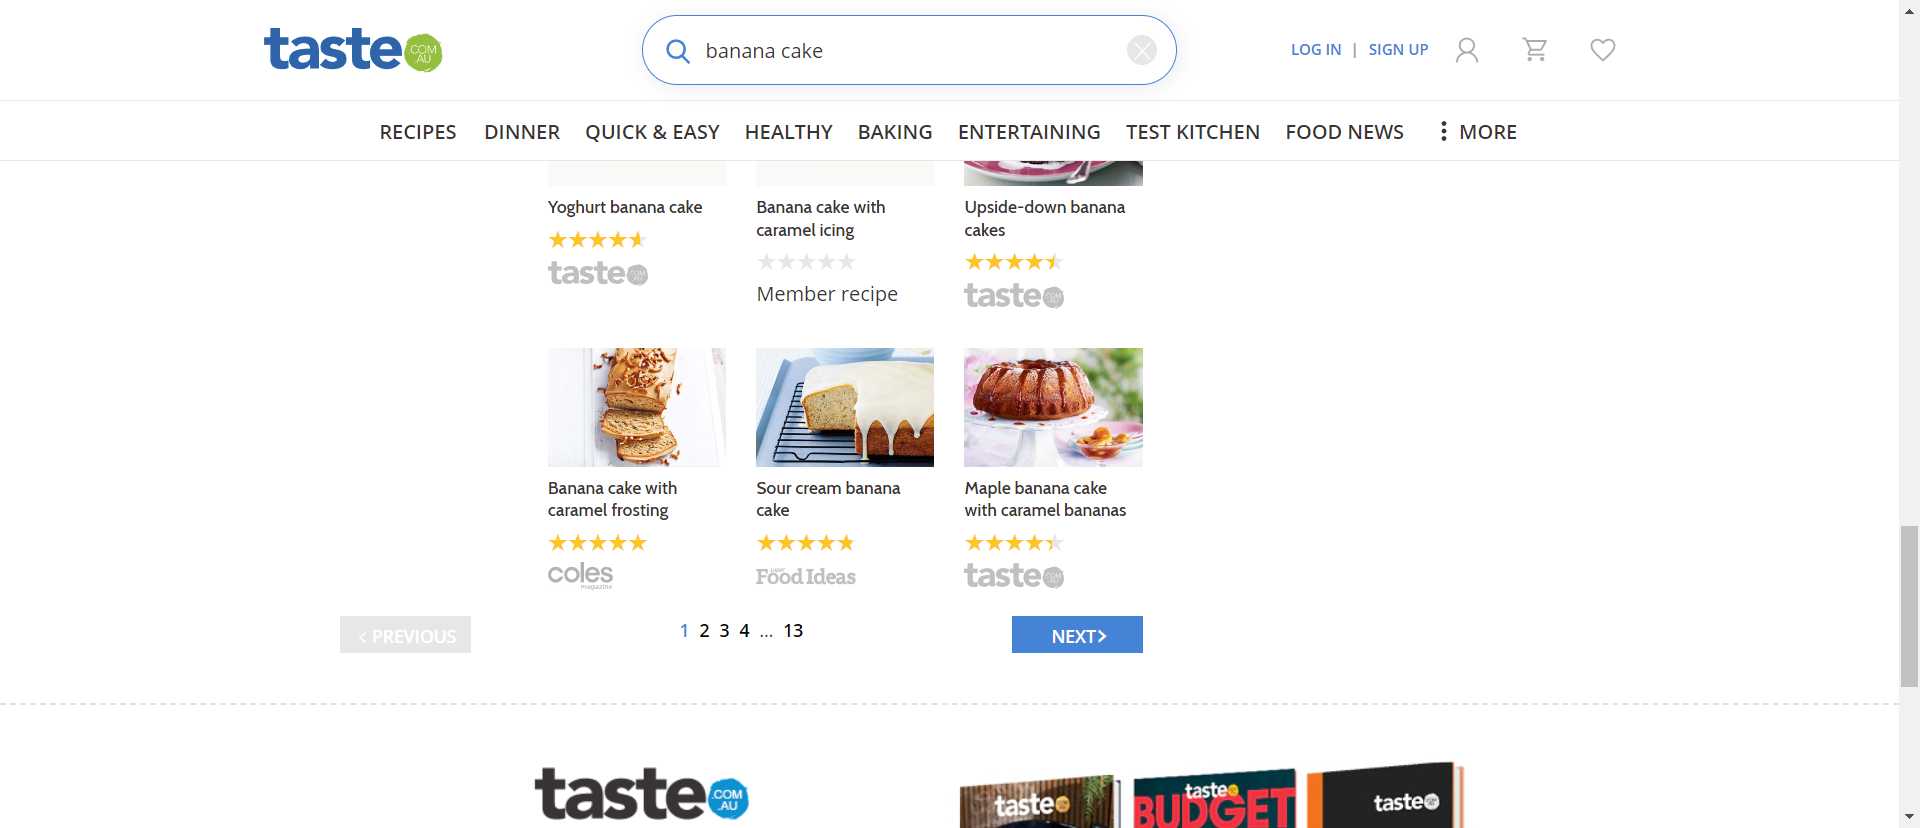 taste COM AU
banana cake
LOG IN | SIGN UP
RECIPES DINNER QUICK & EASY HEALTHY BAKING ENTERTAINING TEST KITCHEN FOOD NEWS MORE
Yoghurt banana cake
taste COM AU
Banana cake with
caramel icing
Member recipe
Upside-down banana
cakes
taste COM AU
Banana cake with
caramel frosting
coles
magazine
Sour cream banana
cake
Food Ideas
Maple banana cake
with caramel bananas
taste COM AU
< PREVIOUS
1 2 3 4 ... 13
NEXT>
taste .COM .AU
taste
taste
BUDGET
taste